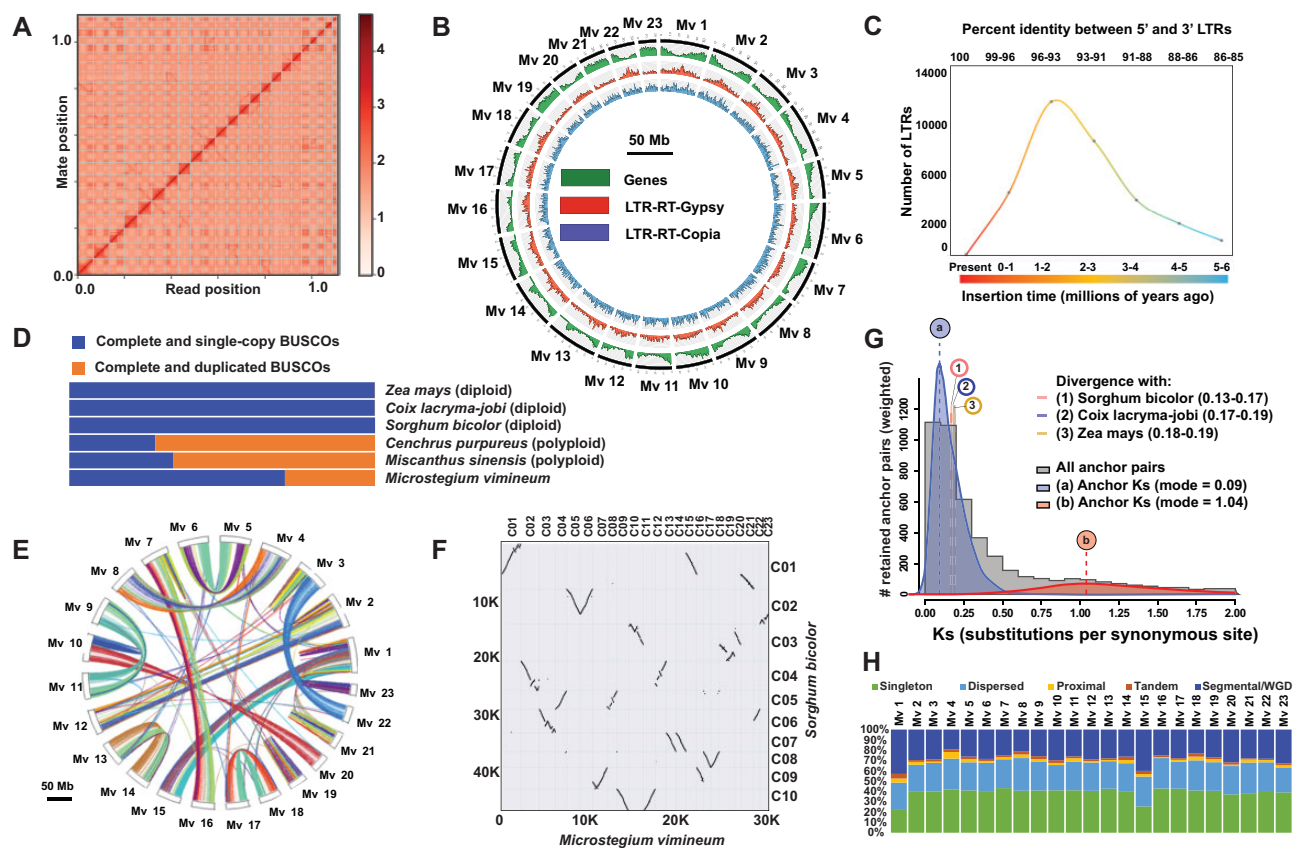 A
1.0
Mate position
0.0
0.0
Read position
1.0
4
3
2
1
0
B
Mv 23
Mv 1
Mv 2
Mv 3
Mv 4
Mv 5
Mv 6
Mv 7
Mv 8
Mv 9
Mv 10
Mv 11
Mv 12
Mv 13
Mv 14
Mv 15
Mv 16
Mv 17
Mv 18
Mv 19
Mv 20
Mv 21
Mv 22
50 Mb
Genes
LTR-RT-Gypsy
LTR-RT-Copia
C
Percent identity between 5' and 3' LTRs
100 99-96 96-93 93-91 91-88 88-86 86-85
14000
10000
6000
2000
0
Number of LTRs
Present 0-1 1-2 2-3 3-4 4-5 5-6
Insertion time (millions of years ago)
D
Complete and single-copy BUSCOs
Complete and duplicated BUSCOs
Zea mays (diploid)
Coix lacryma-jobi (diploid)
Sorghum bicolor (diploid)
Cenchrus purpureus (polyploid)
Miscanthus sinensis (polyploid)
Microstegium vimineum
E
Mv 6
Mv 5
Mv 4
Mv 3
Mv 2
Mv 1
Mv 23
Mv 22
Mv 21
Mv 20
Mv 19
Mv 18
Mv 17
Mv 16
Mv 15
Mv 14
Mv 13
Mv 12
Mv 11
Mv 10
Mv 9
Mv 8
Mv 7
50 Mb
F
C01 C02 C03 C04 C05 C06 C07 C08 C09 C10 C11 C12 C13 C14 C15 C16 C17 C18 C19 C20 C21 C22 C23
10K
20K
30K
40K
C01
C02
C03
C04
C05
C06
C07
C08
C09
C10
Sorghum bicolor
0 10K 20K 30K
Microstegium vimineum
G
a
1
2
3
b
Divergence with:
(1) Sorghum bicolor (0.13-0.17)
(2) Coix lacryma-jobi (0.17-0.19)
(3) Zea mays (0.18-0.19)
All anchor pairs
(a) Anchor Ks (mode = 0.09)
(b) Anchor Ks (mode = 1.04)
# retained anchor pairs (weighted)
1200
1000
800
600
400
200
0
0.00 0.25 0.50 0.75 1.00 1.25 1.50 1.75 2.00
Ks (substitutions per synonymous site)
H
Singleton Dispersed Proximal Tandem Segmental/WGD
Mv 1 Mv 2 Mv 3 Mv 4 Mv 5 Mv 6 Mv 7 Mv 8 Mv 9 Mv 10 Mv 11 Mv 12 Mv 13 Mv 14 Mv 15 Mv 16 Mv 17 Mv 18 Mv 19 Mv 20 Mv 21 Mv 22 Mv 23
100%
90%
80%
70%
60%
50%
40%
30%
20%
10%
0%